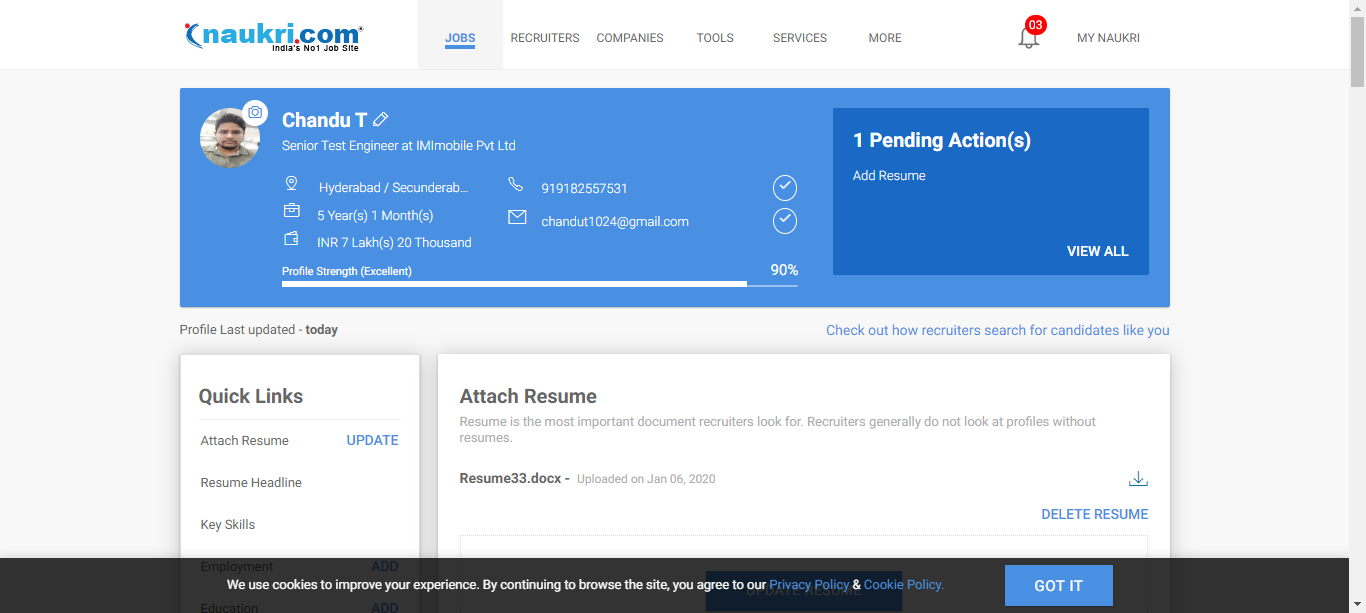 naukri.com
India's No1 Job Site
JOBS
RECRUITERS
COMPANIES
TOOLS
SERVICES
MORE
03
MY NAUKRI
Chandu T
Senior Test Engineer at IMImobile Pvt Ltd
Hyderabad / Secunderab...
919182557531
5 Year(s) 1 Month(s)
chandut1024@gmail.com
INR 7 Lakh(s) 20 Thousand
Profile Strength (Excellent)
90%
1 Pending Action(s)
Add Resume
VIEW ALL
Profile Last updated - today
Check out how recruiters search for candidates like you
Quick Links
Attach Resume
UPDATE
Resume Headline
Key Skills
Employment
ADD
Education
ADD
Attach Resume
Resume is the most important document recruiters look for. Recruiters generally do not look at profiles without
resumes.
Resume33.docx - Uploaded on Jan 06, 2020
DELETE RESUME
UPDATE RESUME
We use cookies to improve your experience. By continuing to browse the site, you agree to our Privacy Policy & Cookie Policy.
GOT IT